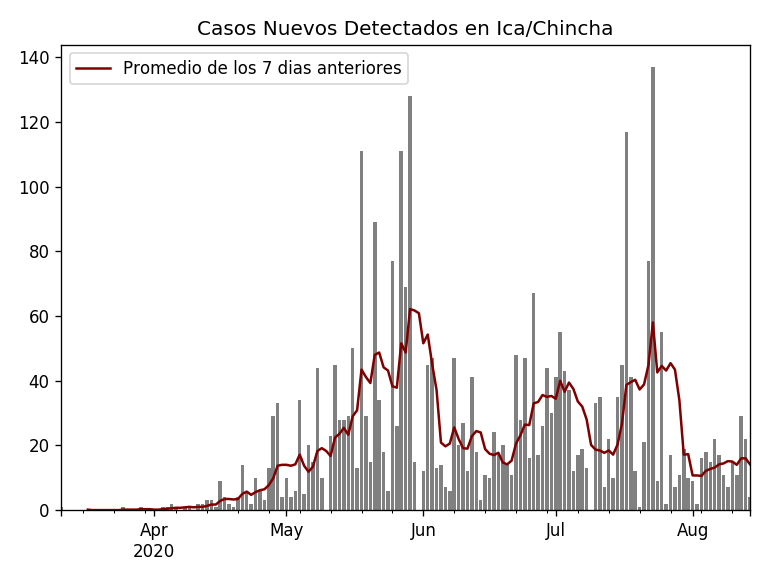 Casos Nuevos Detectados en Ica/Chincha
Promedio de los 7 dias anteriores
140
120
100
80
60
40
20
0
Apr
2020
May
Jun
Jul
Aug